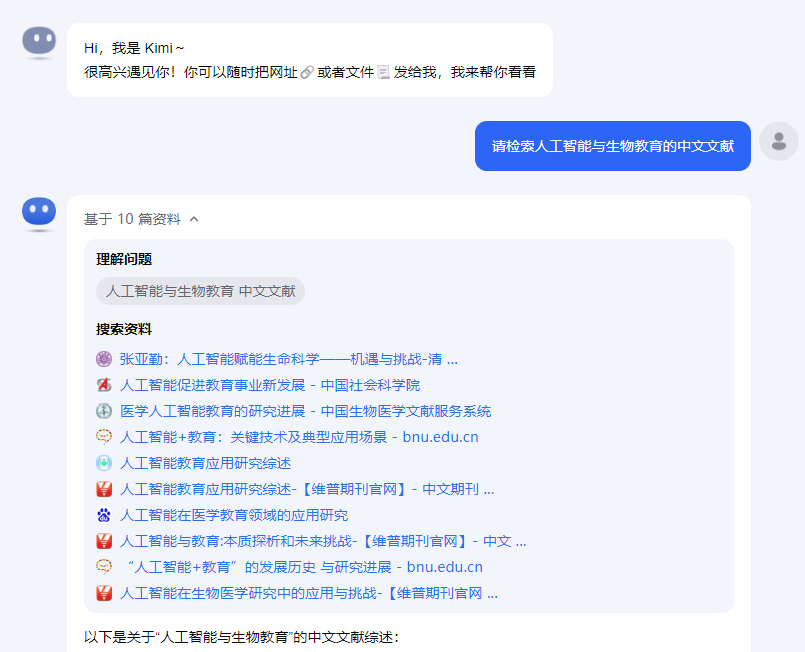 Hi，我是 Kimi～
很高兴遇见你！你可以随时把网址🔗或者文件📃发给我，我来帮你看看
请检索人工智能与生物教育的中文文献
基于 10 篇资料
理解问题
人工智能与生物教育 中文文献
搜索资料
张亚勤：人工智能赋能生命科学——机遇与挑战-清 ...
人工智能促进教育事业新发展 - 中国社会科学院
医学人工智能教育的研究进展 - 中国生物医学文献服务系统
人工智能+教育：关键技术及典型应用场景 - bnu.edu.cn
人工智能教育应用研究综述
人工智能教育应用研究综述-【维普期刊官网】- 中文期刊 ...
人工智能在医学教育领域的应用研究
人工智能与教育:本质探析和未来挑战-【维普期刊官网】- 中文 ...
“人工智能+教育”的发展历史 与研究进展 - bnu.edu.cn
人工智能在生物医学研究中的应用与挑战-【维普期刊官网 ...
以下是关于“人工智能与生物教育”的中文文献综述：